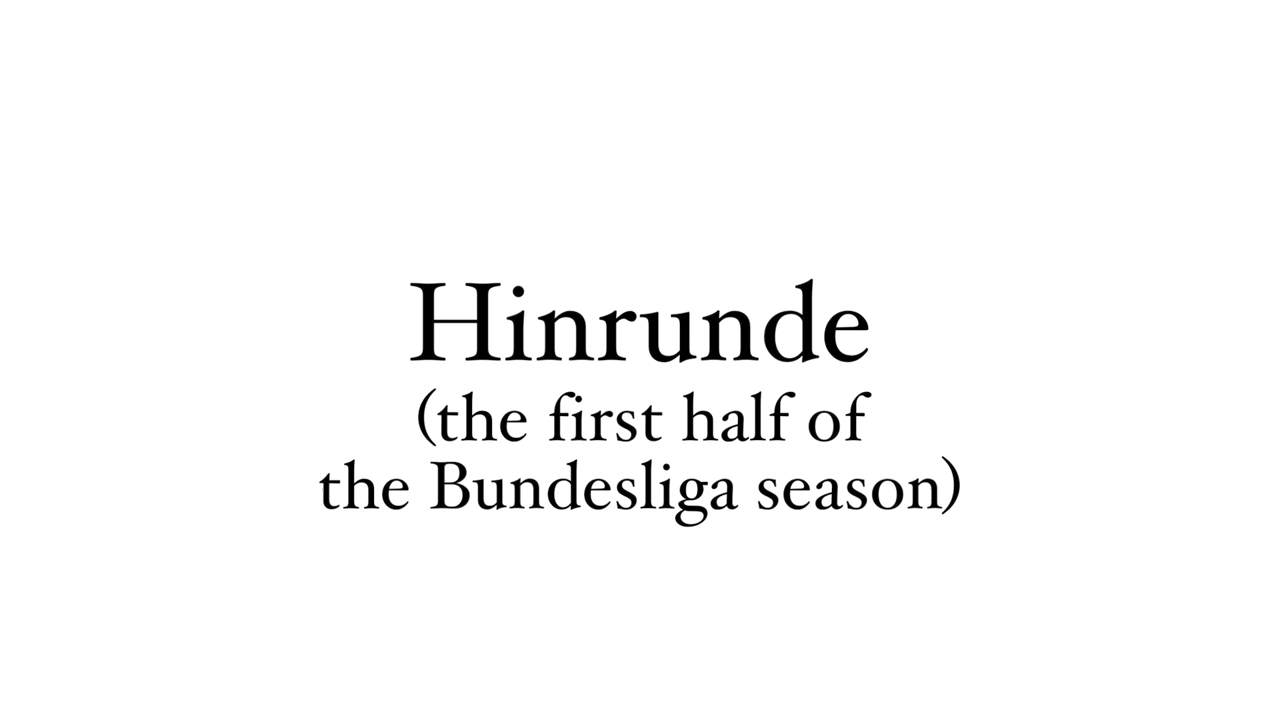 Hinrunde
(the first half of
the Bundesliga season)